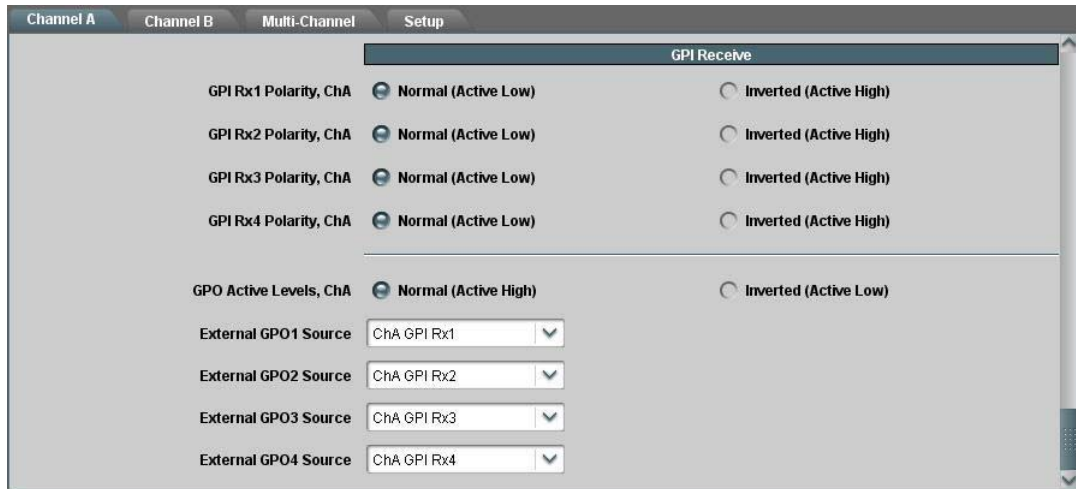 Channel A Channel B Multi-Channel Setup
GPI Receive
GPI Rx1 Polarity, ChA Normal (Active Low) Inverted (Active High)
GPI Rx2 Polarity, ChA Normal (Active Low) Inverted (Active High)
GPI Rx3 Polarity, ChA Normal (Active Low) Inverted (Active High)
GPI Rx4 Polarity, ChA Normal (Active Low) Inverted (Active High)
GPO Active Levels, ChA Normal (Active High) Inverted (Active Low)
External GPO1 Source ChA GPI Rx1
External GPO2 Source ChA GPI Rx2
External GPO3 Source ChA GPI Rx3
External GPO4 Source ChA GPI Rx4